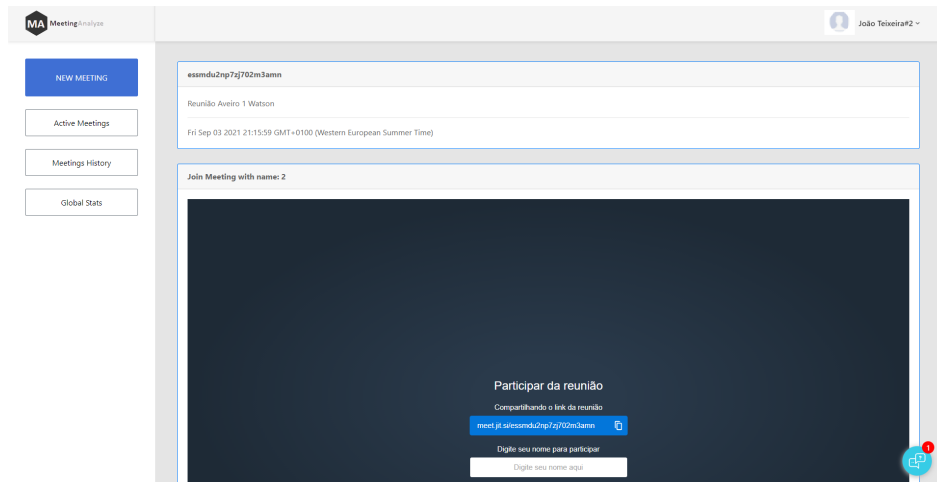 MA MeetingAnalyze
João Teixeira#2
NEW MEETING
Active Meetings
Meetings History
Global Stats
essmdu2np7zj702m3amn
Reunião Aveiro 1 Watson
Fri Sep 03 2021 21:15:59 GMT+0100 (Western European Summer Time)
Join Meeting with name: 2
Participar da reunião
Compartilhando o link da reunião
meet.jit.si/essmdu2np7zj702m3amn
Digite seu nome para participar
Digite seu nome aqui
1